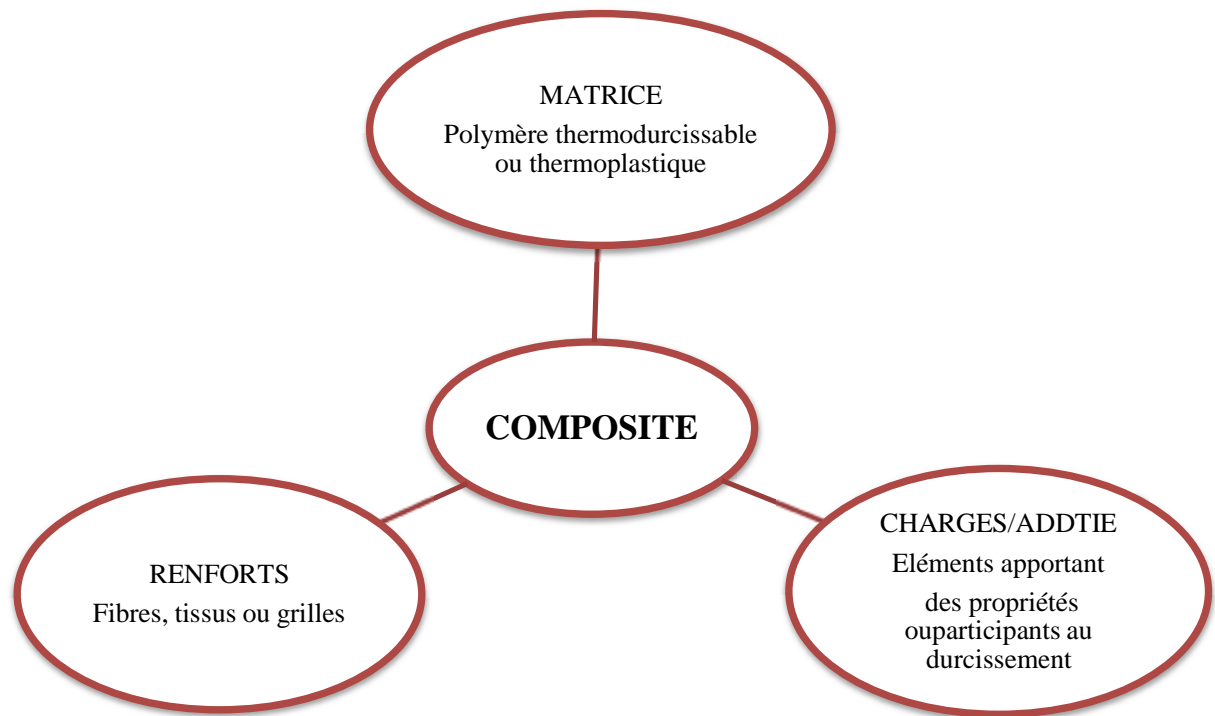 MATRICE
Polymère thermodurcissable
ou thermoplastique
COMPOSITE
RENFORTS
Fibres, tissus ou grilles
CHARGES/ADDTIE
Eléments apportant
des propriétés
ouparticipants au
durcissement